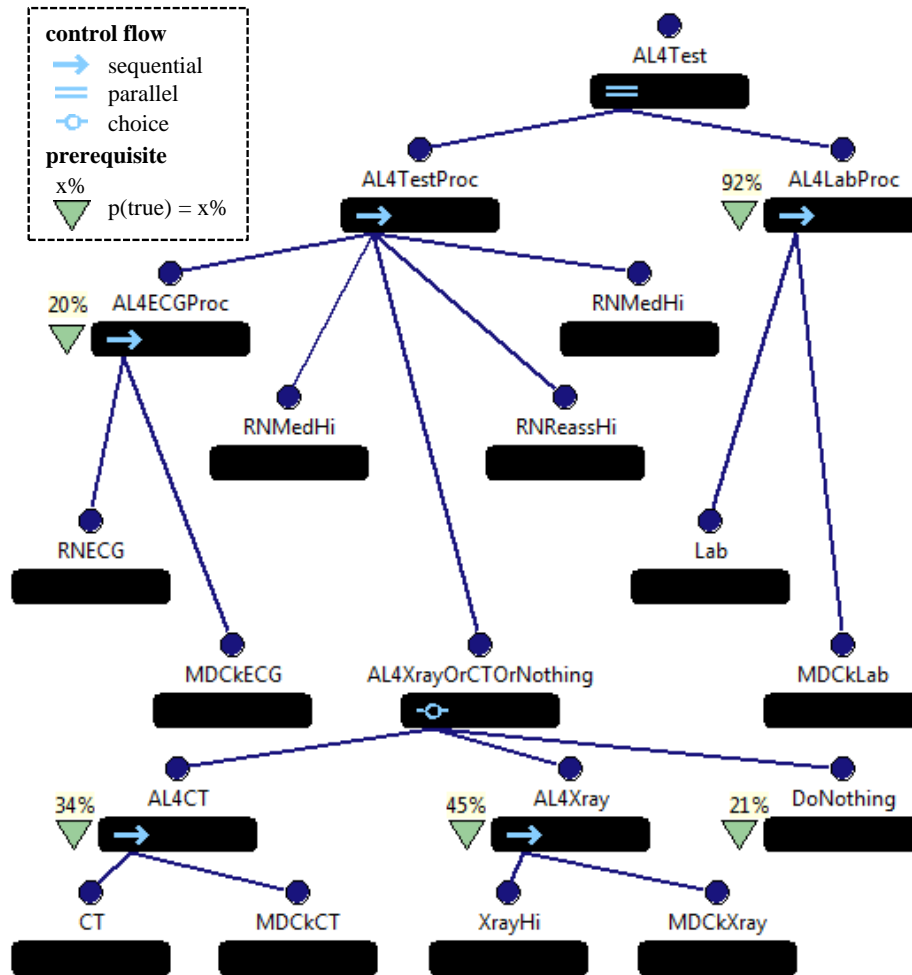 control flow
sequential
parallel
choice
prerequisite
x%
p(true) = x%
AL4Test
AL4TestProc
92%
AL4LabProc
20%
AL4ECGProc
RNMedHi
RNMedHi
RNReassHi
RNECG
Lab
MDCkECG
AL4XrayOrCTOrNothing
MDCkLab
34%
AL4CT
45%
AL4Xray
21%
DoNothing
CT
MDCkCT
XrayHi
MDCkXray